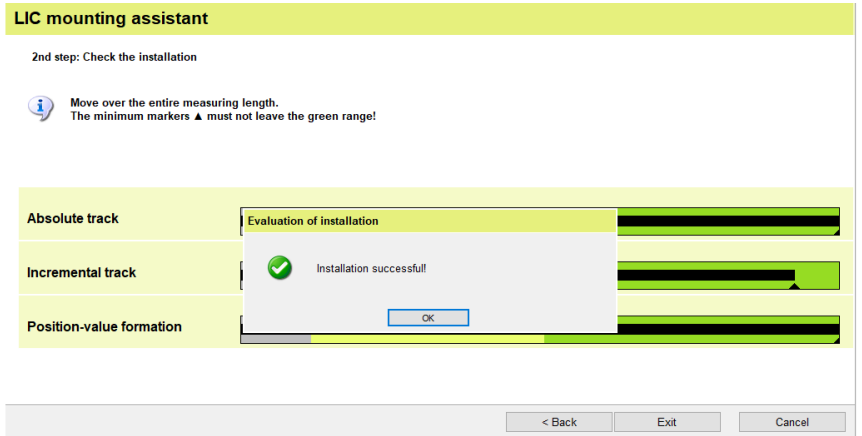 LIC mounting assistant
2nd step: Check the installation
Move over the entire measuring length.
The minimum markers ▲ must not leave the green range!
Absolute track
Evaluation of installation
Installation successful!
Incremental track
OK
Position-value formation
< Back
Exit
Cancel